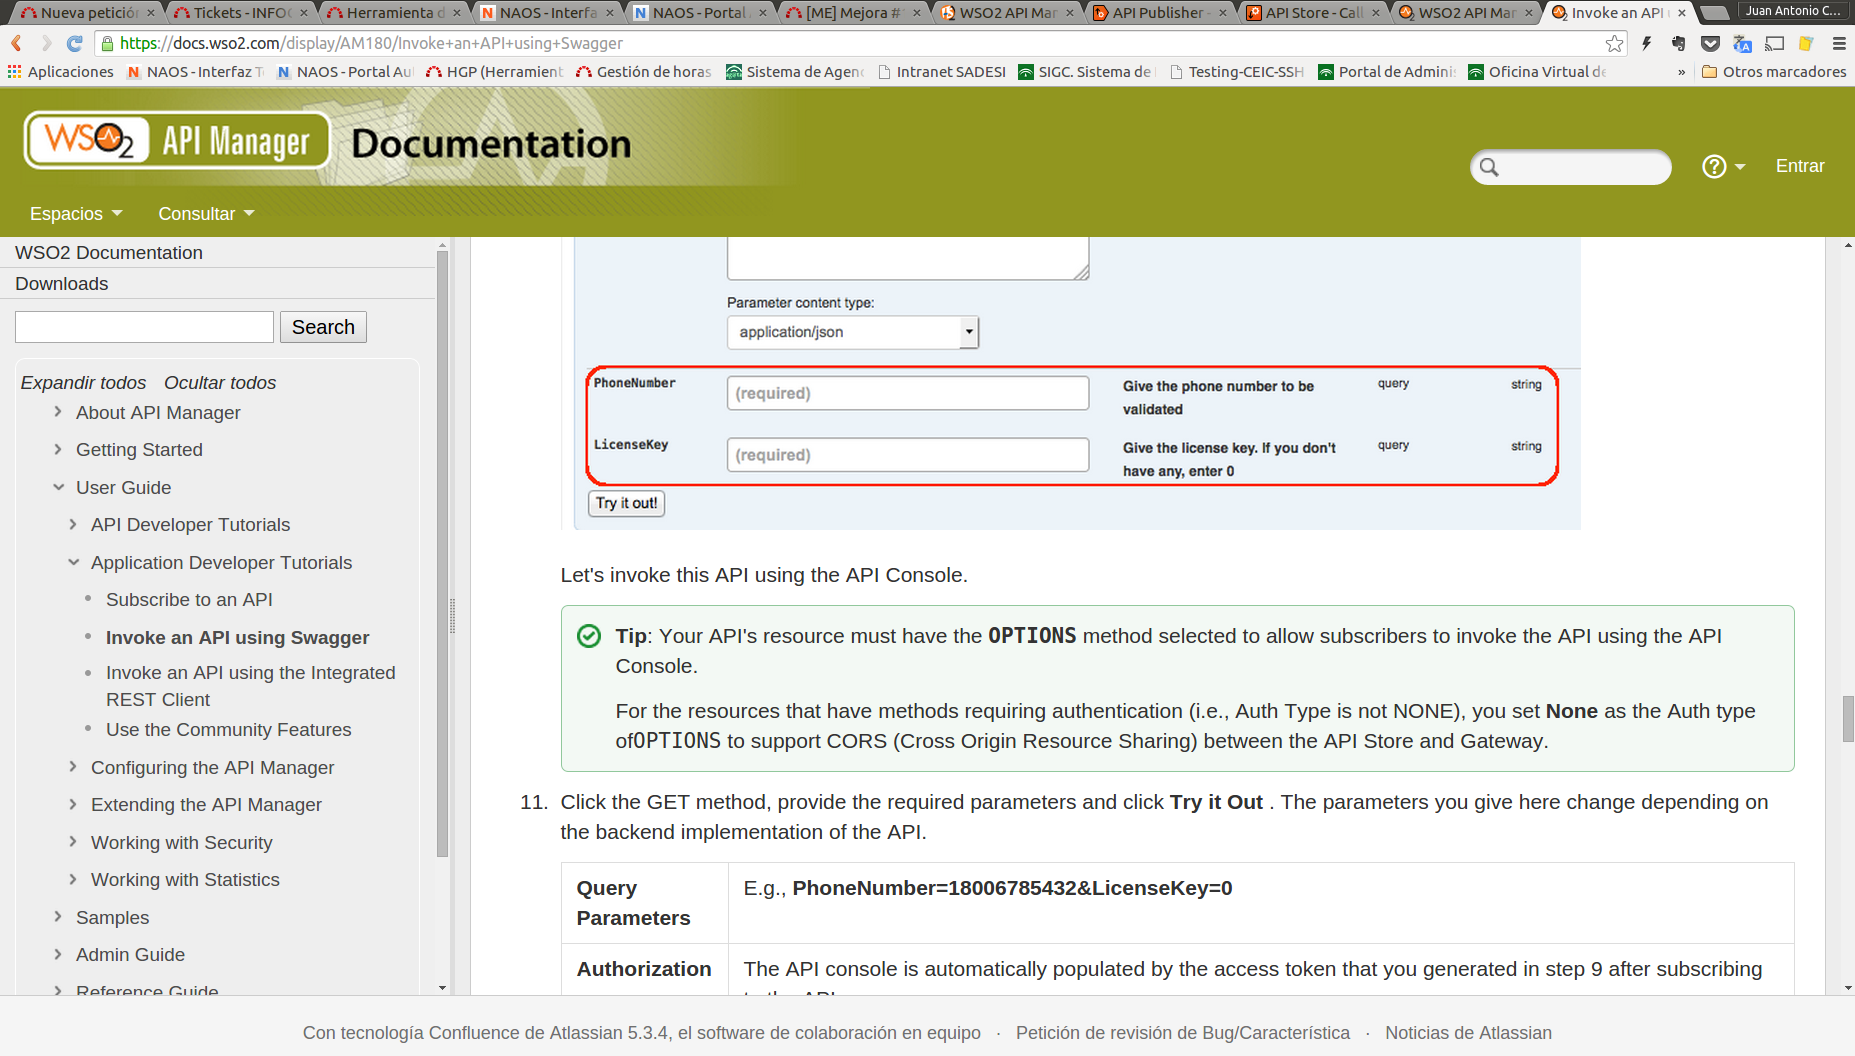 Nueva petición
Tickets - INFO
Herramienta d
NAOS - Interfa
NAOS - Portal
[ME] Mejora #
WSO2 API Mar
API Publisher -
API Store - Call
WSO2 API Mar
Invoke an API
Juan Antonio C...
https://docs.wso2.com/display/AM180/Invoke+an+API+using+Swagger
Aplicaciones
NAOS - Interfaz T
NAOS - Portal Au
HGP (Herramient
Gestión de horas
Sistema de Agen
Intranet SADESI
SIGC. Sistema de
Testing-CEIC-SSH
Portal de Adminis
Oficina Virtual de
»
Otros marcadores
WSO2 API Manager Documentation
Entrar
Espacios
Consultar
WSO2 Documentation
Downloads
Search
Expandir todos Ocultar todos
About API Manager
Getting Started
User Guide
API Developer Tutorials
Application Developer Tutorials
Subscribe to an API
Invoke an API using Swagger
Invoke an API using the Integrated
REST Client
Use the Community Features
Configuring the API Manager
Extending the API Manager
Working with Security
Working with Statistics
Samples
Admin Guide
Reference Guide
Parameter content type:
application/json
PhoneNumber (required) Give the phone number to be query string
validated
LicenseKey (required) Give the license key. If you don't query string
have any, enter 0
Try it out!
Let's invoke this API using the API Console.
Tip: Your API's resource must have the OPTIONS method selected to allow subscribers to invoke the API using the API
Console.
For the resources that have methods requiring authentication (i.e., Auth Type is not NONE), you set None as the Auth type
ofOPTIONS to support CORS (Cross Origin Resource Sharing) between the API Store and Gateway.
11. Click the GET method, provide the required parameters and click Try it Out . The parameters you give here change depending on
the backend implementation of the API.
Query E.g., PhoneNumber=18006785432&LicenseKey=0
Parameters
Authorization The API console is automatically populated by the access token that you generated in step 9 after subscribing
to the API
Con tecnología Confluence de Atlassian 5.3.4, el software de colaboración en equipo · Petición de revisión de Bug/Característica · Noticias de Atlassian